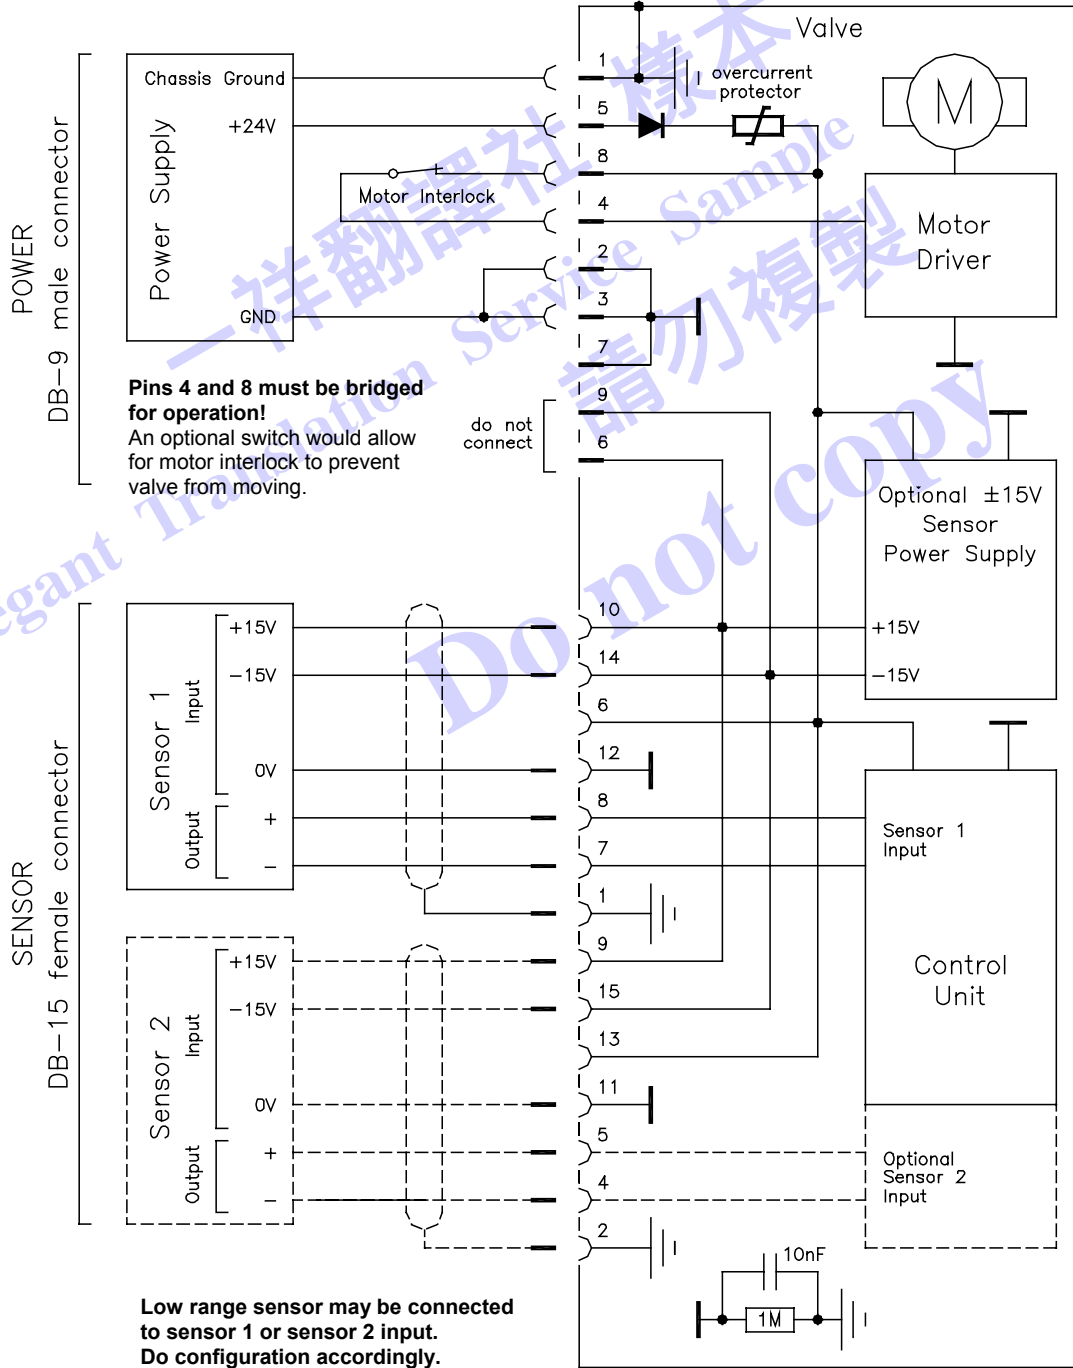 Valve
POWER
DB-9 male connector
Power Supply
Chassis Ground
+24V
Motor Interlock
GND
1
5
8
4
2
3
7
9
6
do not
connect
overcurrent
protector
M
Motor
Driver
Pins 4 and 8 must be bridged
for operation!
An optional switch would allow
for motor interlock to prevent
valve from moving.
Optional ±15V
Sensor
Power Supply
+15V
-15V
SENSOR
DB-15 female connector
Sensor 1
Input
+15V
-15V
0V
Output
+
-
10
14
6
12
8
7
1
Sensor 1
Input
Control
Unit
Sensor 2
Input
+15V
-15V
0V
Output
+
-
9
15
13
11
5
4
2
Optional
Sensor 2
Input
10nF
1M
Low range sensor may be connected
to sensor 1 or sensor 2 input.
Do configuration accordingly.
一祥翻譯社 樣本
egant Translation Service Sample
請勿複製
Do not copy